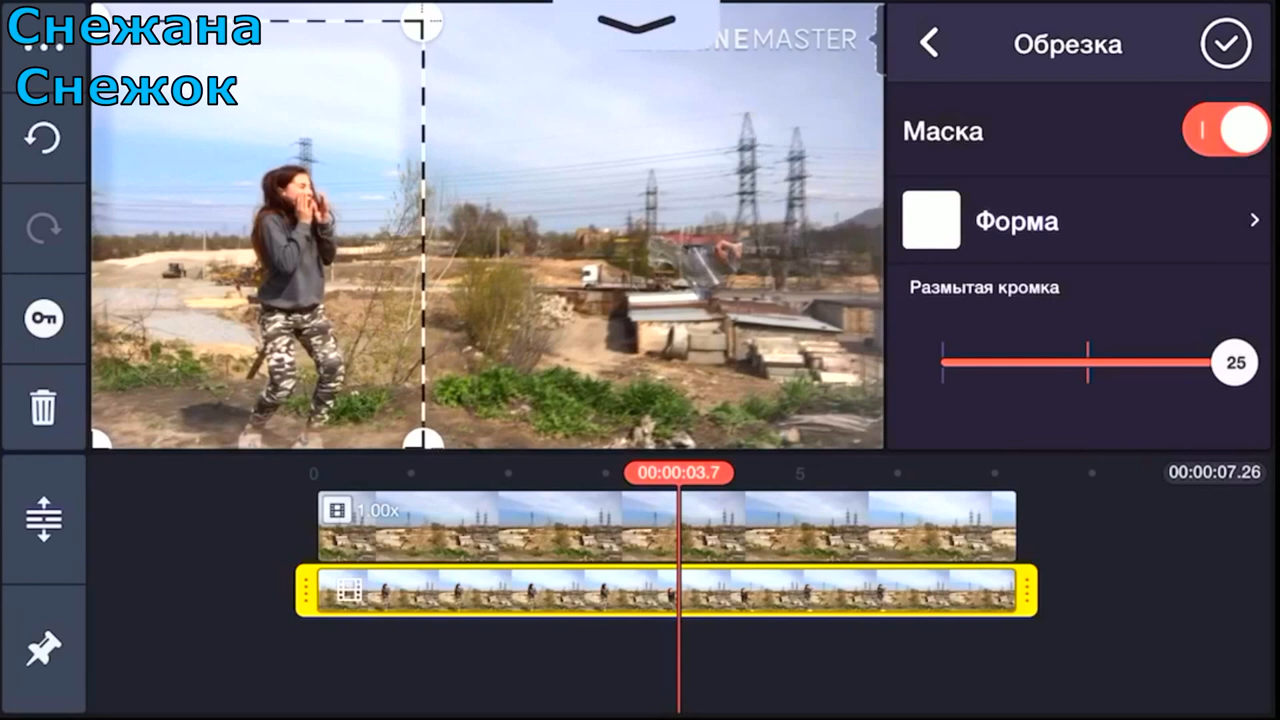 Снежана
Снежок
NEMASTER
Обрезка
Маска
Форма
Размытая кромка
25
0
00:00:03.7
5
00:00:07.26
1.00x